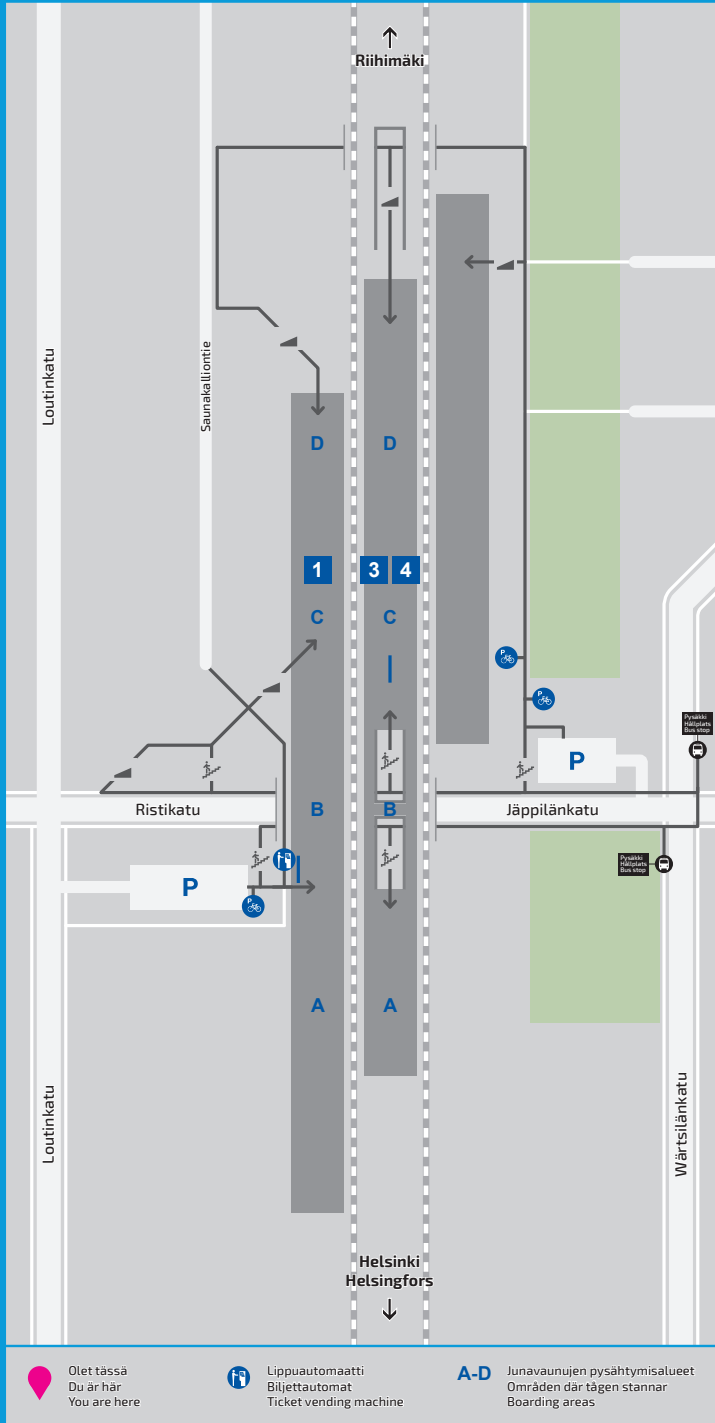 Riihimäki
Loutinkatu
Saunakalliontie
D
D
1
3
4
C
C
P
P
Pysäkki
Hållplats
Bus stop
P
Ristikatu
B
B
Jäppilänkatu
Pysäkki
Hållplats
Bus stop
P
P
A
A
Loutinkatu
Wärtsilänkatu
Helsinki
Helsingfors
Olet tässä
Du är här
You are here
Lippuautomaatti
Biljettautomat
Ticket vending machine
A-D
Junavaunujen pysähtymisalueet
Områden där tågen stannar
Boarding areas